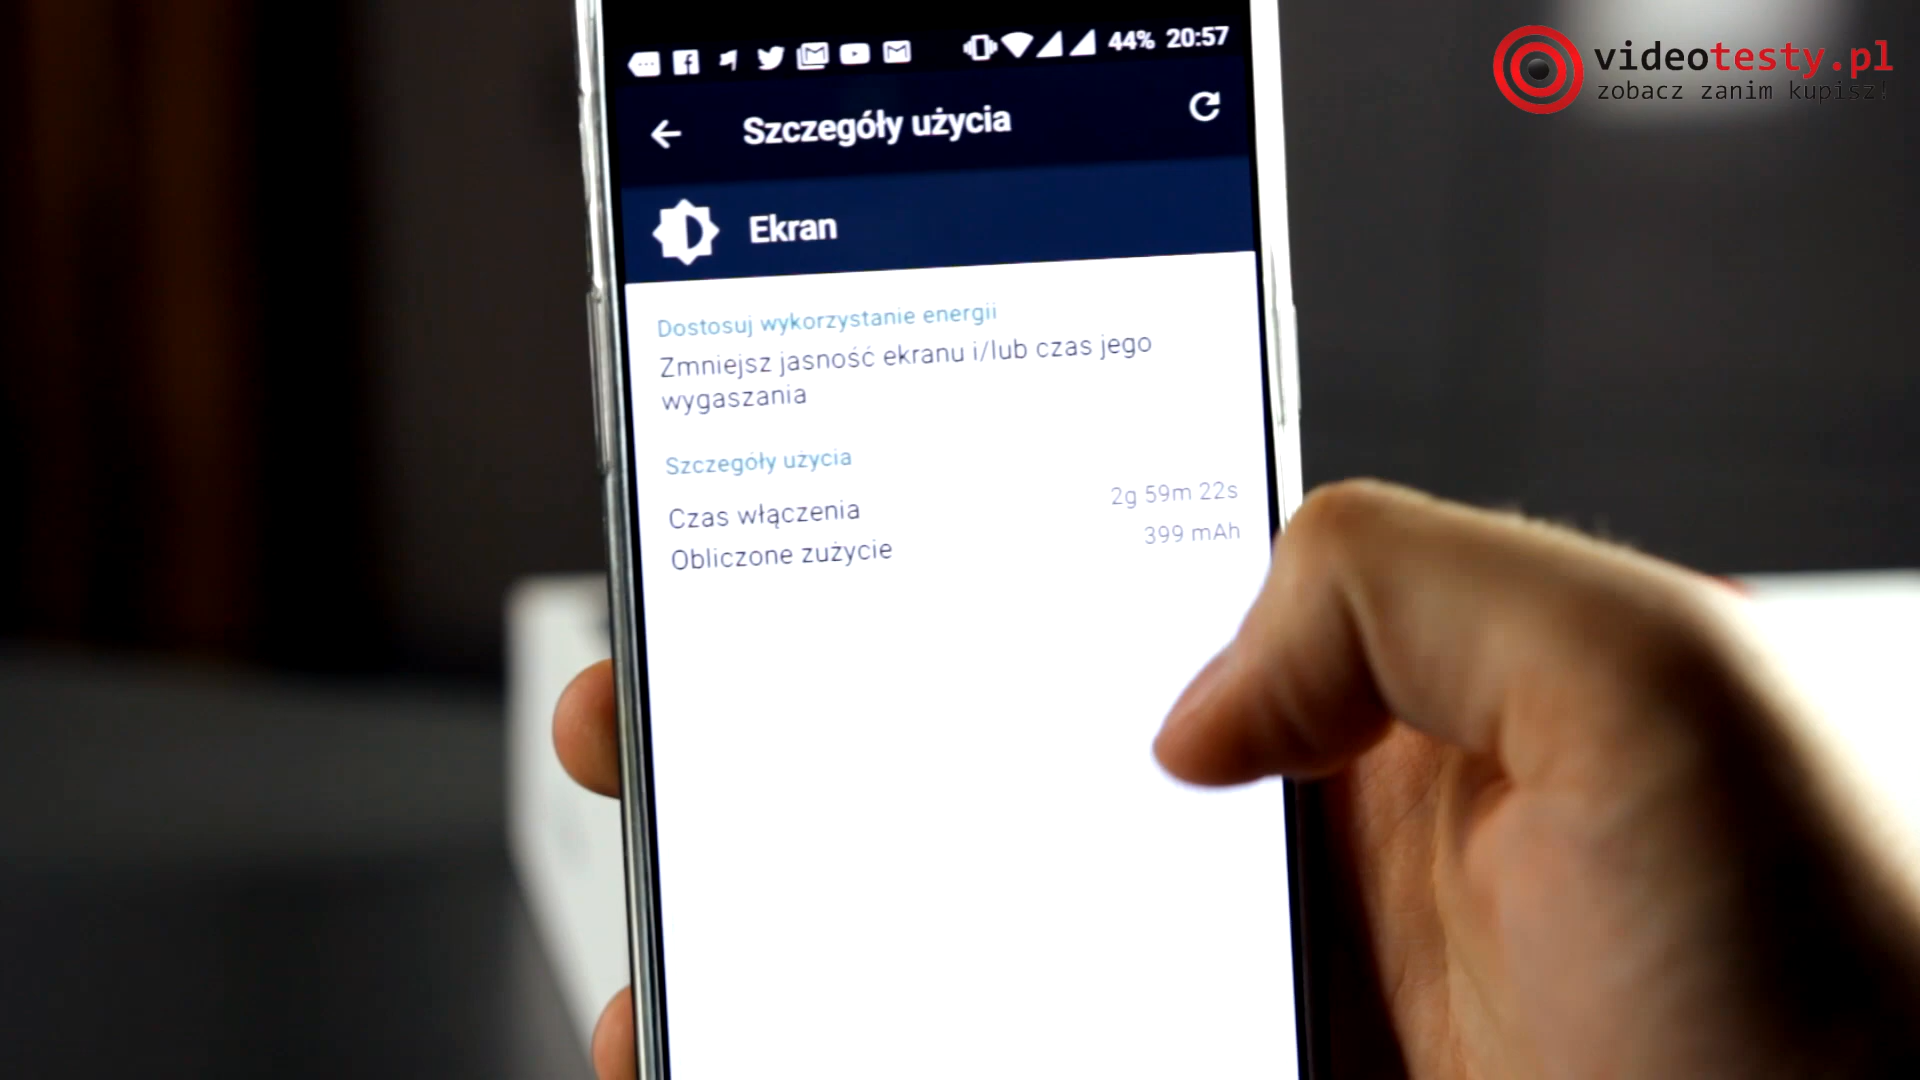 44% 20:57
videotesty.pl
zobacz zanim kupisz!
Szczegóły użycia
Ekran
Dostosuj wykorzystanie energii
Zmniejsz jasność ekranu i/lub czas jego
wygaszania
Szczegóły użycia
Czas włączenia 2g 59m 22s
Obliczone zużycie 399 mAh